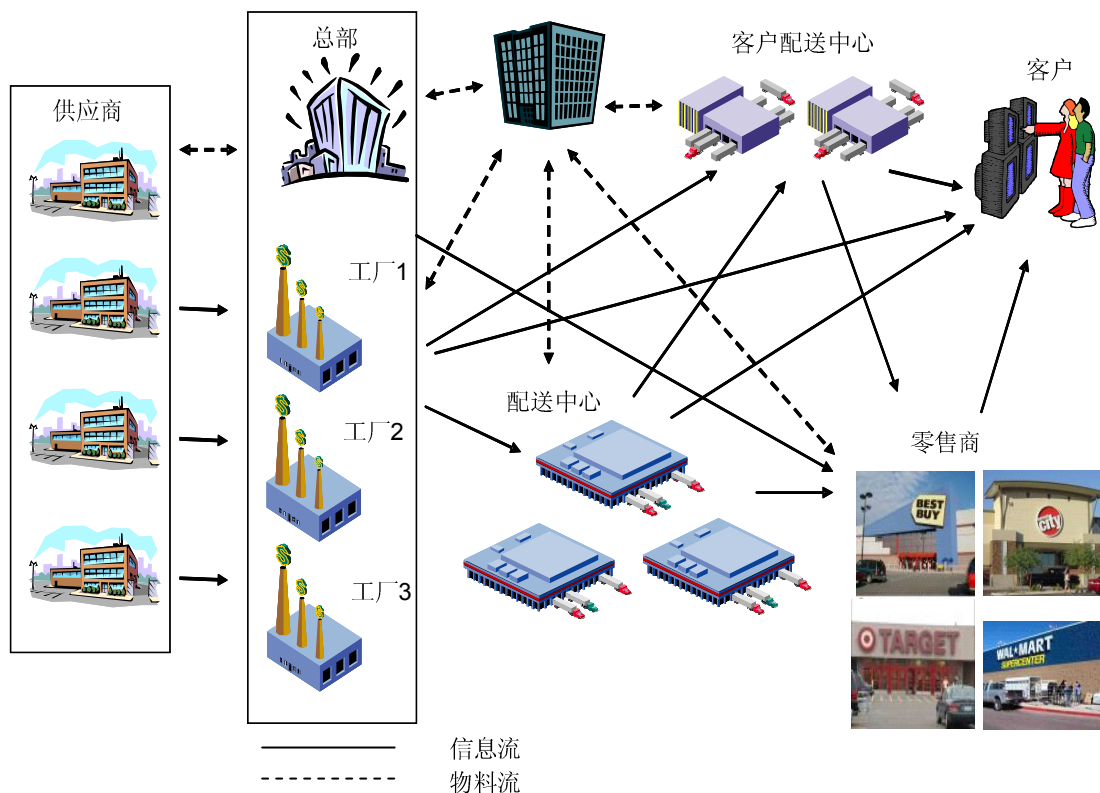 总部
客户配送中心
客户
供应商
工厂1
配送中心
工厂2
零售商
BEST
BUY
city
工厂3
TARGET
WAL★MART
SUPERCENTER
信息流
物料流